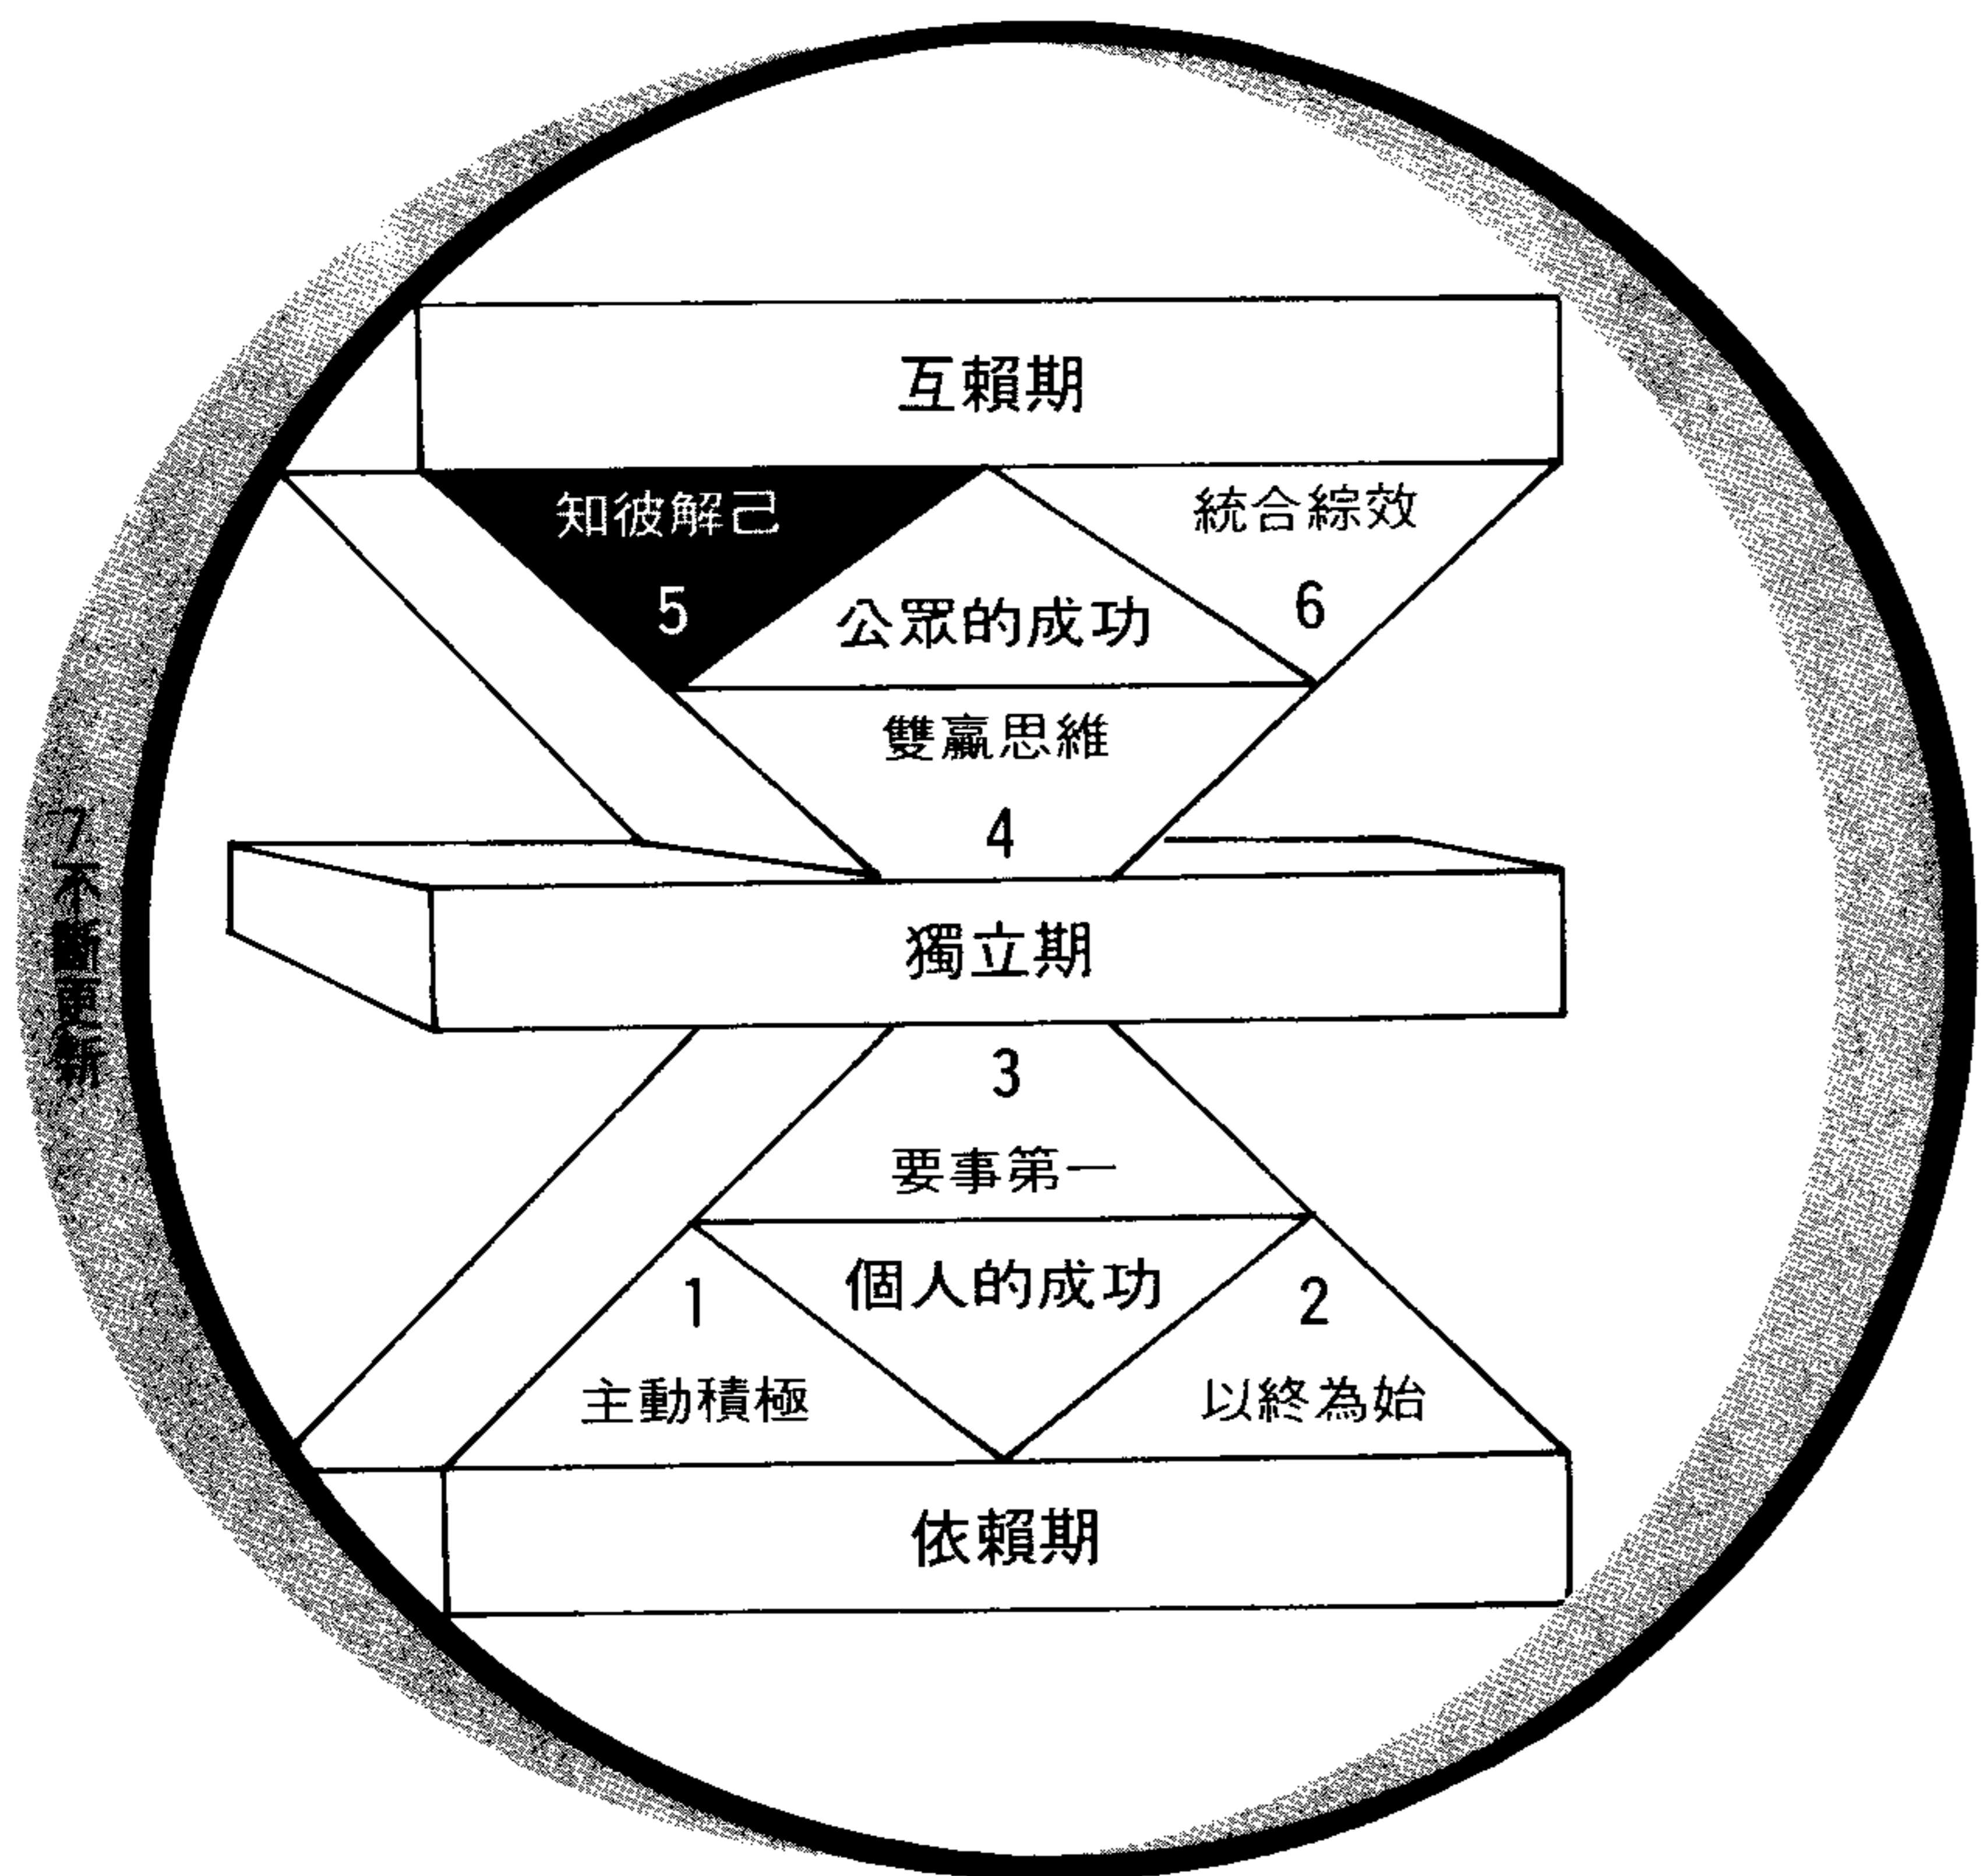 互賴期
知彼解己
5
統合綜效
6
公眾的成功
雙贏思維
4
獨立期
3
要事第一
個人的成功
1
主動積極
2
以終為始
依賴期
7不斷更新